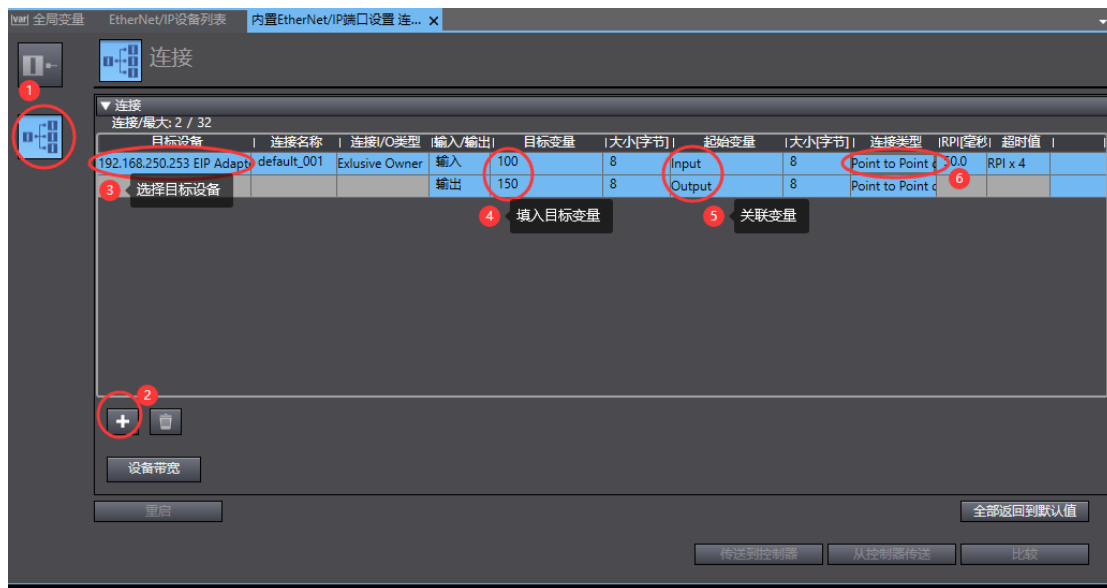 var 全局变量 EtherNet/IP设备列表 内置EtherNet/IP端口设置 连... x
连接
1
▼连接
连接/最大: 2 / 32
目标设备 连接名称 连接I/O类型 输入/输出 目标变量 大小[字节] 起始变量 大小[字节] 连接类型 RPI[毫秒 超时值
192.168.250.253 EIP Adapt default_001 Exlusive Owner 输入 100 8 Input 8 Point to Point c 50.0 RPI x 4
输出 150 8 Output 8 Point to Point c
3 选择目标设备
6
4 填入目标变量
5 关联变量
2
+
设备带宽
重启
全部返回到默认值
传送到控制器 从控制器传送 比较